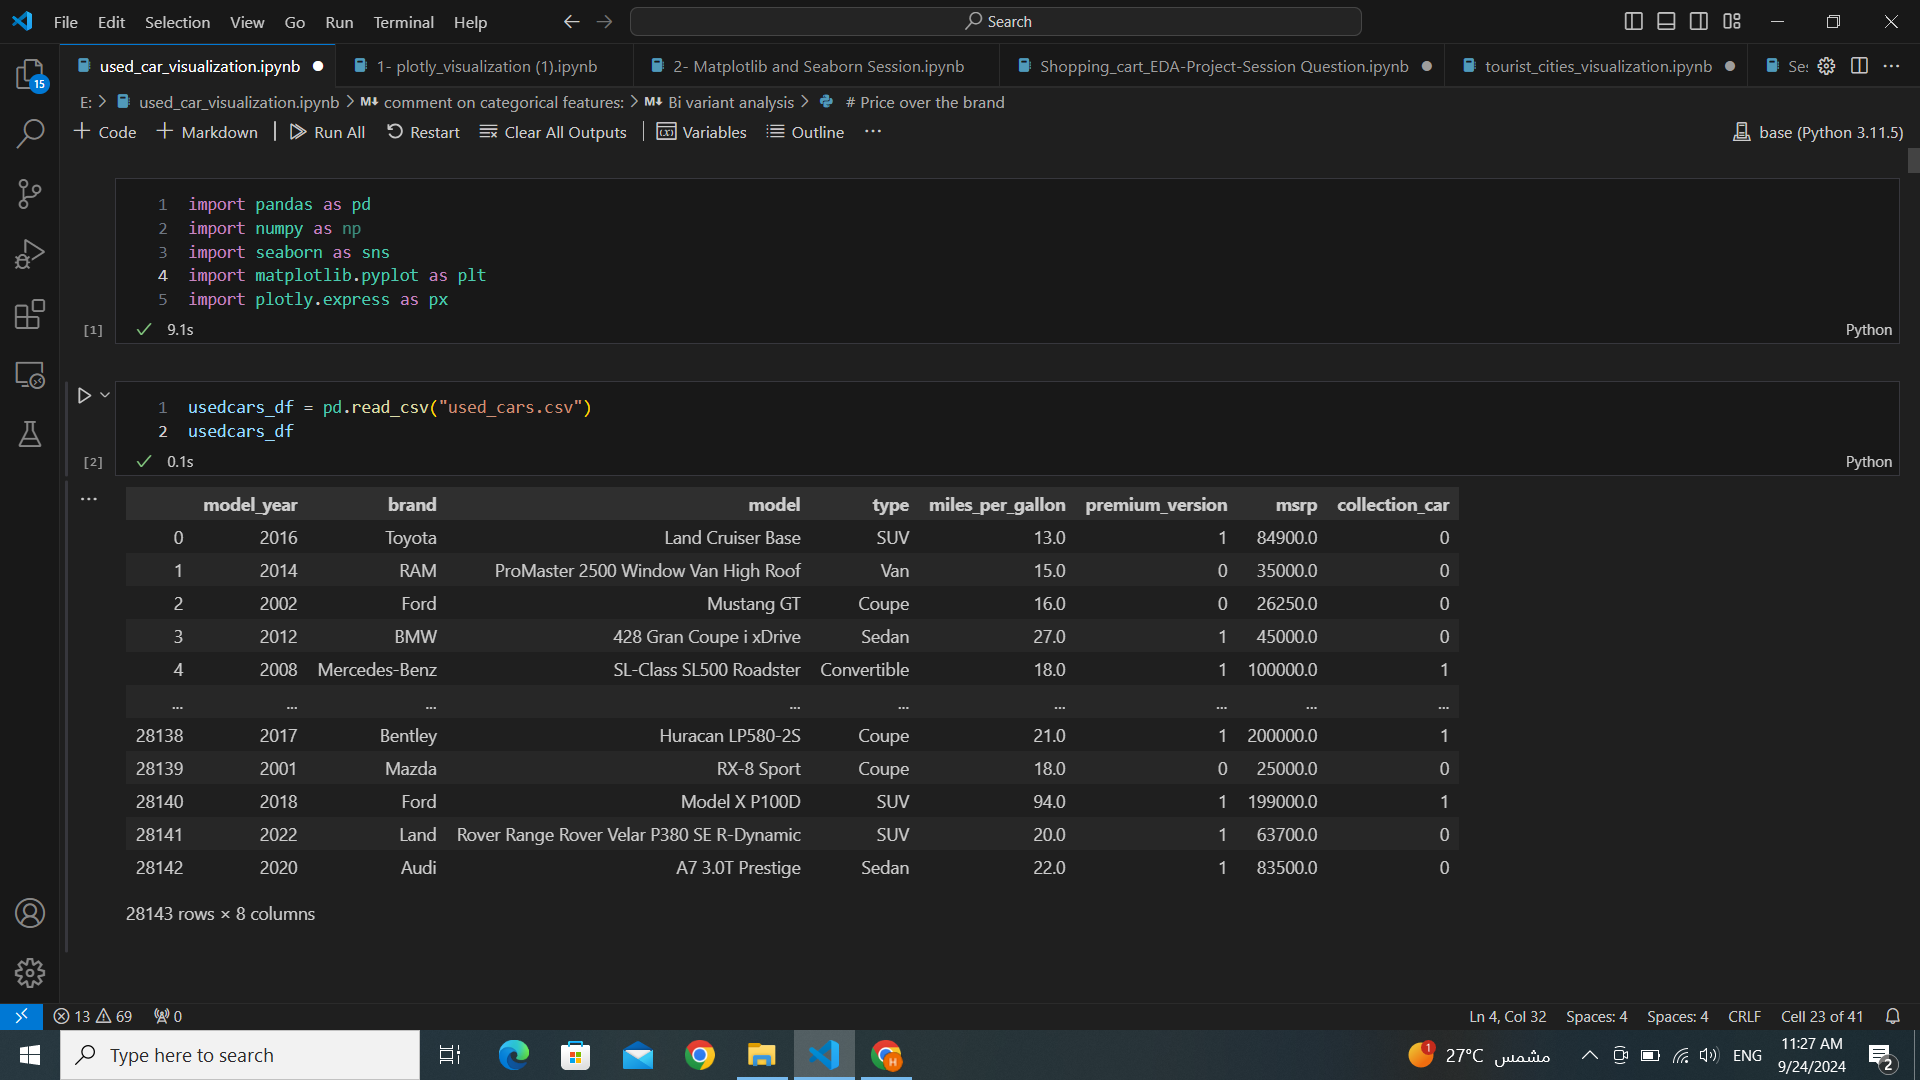 File Edit Selection View Go Run Terminal Help Search
15
used_car_visualization.ipynb 1- plotly_visualization (1).ipynb 2- Matplotlib and Seaborn Session.ipynb Shopping_cart_EDA-Project-Session Question.ipynb tourist_cities_visualization.ipynb Ses
E: > used_car_visualization.ipynb > M↓ comment on categorical features: > M↓ Bi variant analysis > # Price over the brand
+ Code + Markdown | Run All Restart Clear All Outputs | Variables Outline ... base (Python 3.11.5)
1 import pandas as pd
2 import numpy as np
3 import seaborn as sns
4 import matplotlib.pyplot as plt
5 import plotly.express as px
[1] ✓ 9.1s Python
1 usedcars_df = pd.read_csv("used_cars.csv")
2 usedcars_df
[2] ✓ 0.1s Python
...
model_year brand model type miles_per_gallon premium_version msrp collection_car
0 2016 Toyota Land Cruiser Base SUV 13.0 1 84900.0 0
1 2014 RAM ProMaster 2500 Window Van High Roof Van 15.0 0 35000.0 0
2 2002 Ford Mustang GT Coupe 16.0 0 26250.0 0
3 2012 BMW 428 Gran Coupe i xDrive Sedan 27.0 1 45000.0 0
4 2008 Mercedes-Benz SL-Class SL500 Roadster Convertible 18.0 1 100000.0 1
... ... ... ... ... ... ... ... ...
28138 2017 Bentley Huracan LP580-2S Coupe 21.0 1 200000.0 1
28139 2001 Mazda RX-8 Sport Coupe 18.0 0 25000.0 0
28140 2018 Ford Model X P100D SUV 94.0 1 199000.0 1
28141 2022 Land Rover Range Rover Velar P380 SE R-Dynamic SUV 20.0 1 63700.0 0
28142 2020 Audi A7 3.0T Prestige Sedan 22.0 1 83500.0 0
28143 rows × 8 columns
13 69 0 Ln 4, Col 32 Spaces: 4 Spaces: 4 CRLF Cell 23 of 41
Type here to search H 1 27°C مشمس ENG 11:27 AM
9/24/2024 2